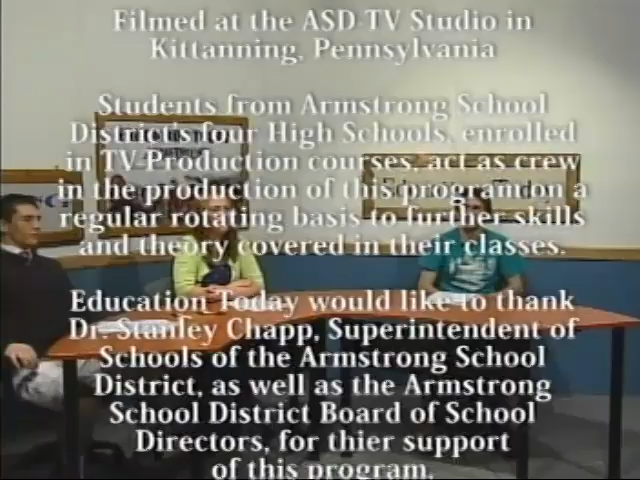 Filmed at the ASD-TV Studio in
Kittanning, Pennsylvania
Students from Armstrong School
District's four High Schools, enrolled
in TV Production courses, act as crew
in the production of this program on a
regular rotating basis to further skills
and theory covered in their classes.
Education Today would like to thank
Dr. Stanley Chapp, Superintendent of
Schools of the Armstrong School
District, as well as the Armstrong
School District Board of School
Directors, for thier support
of this program.
Education Today